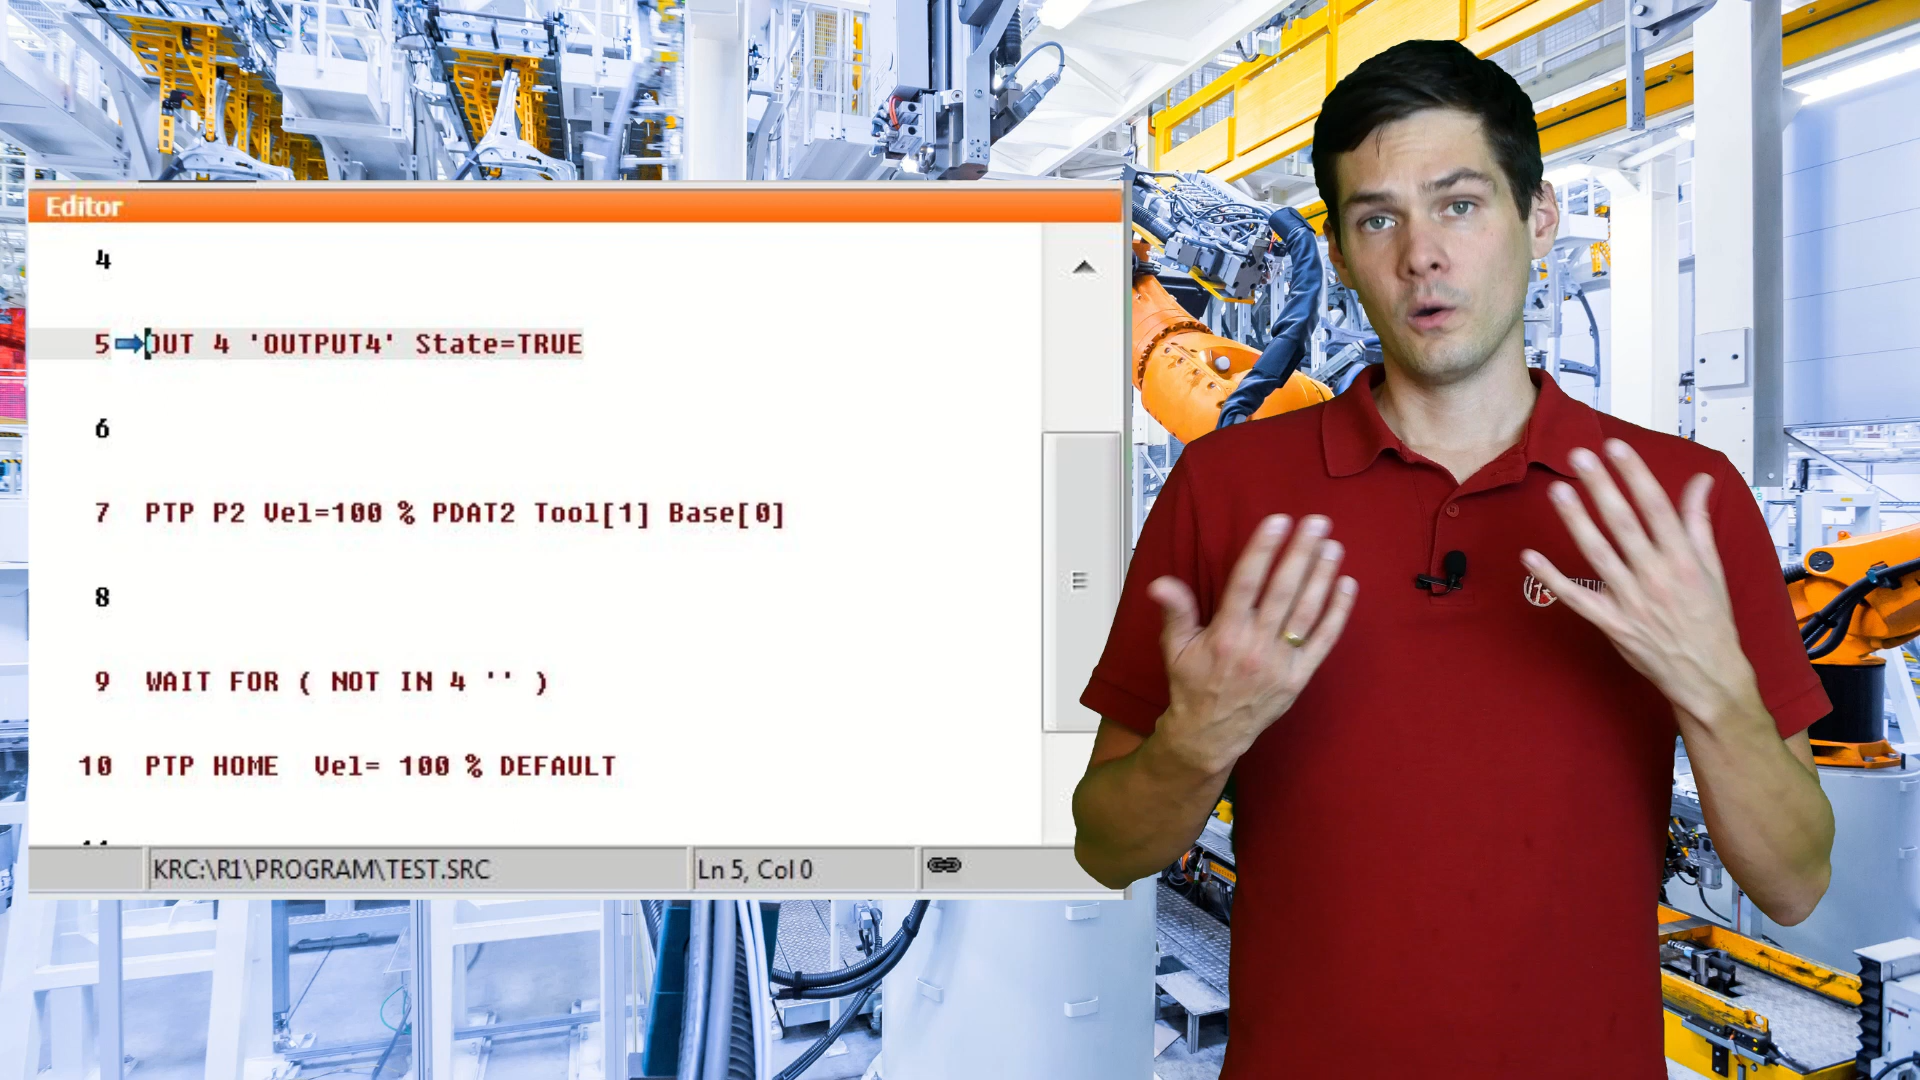 Editor
4
5 OUT 4 'OUTPUT4' State=TRUE
6
7 PTP P2 Vel=100 % PDAT2 Tool[1] Base[0]
8
9 WAIT FOR ( NOT IN 4 '' )
10 PTP HOME Vel= 100 % DEFAULT
KRC:\R1\PROGRAM\TEST.SRC
Ln 5, Col 0